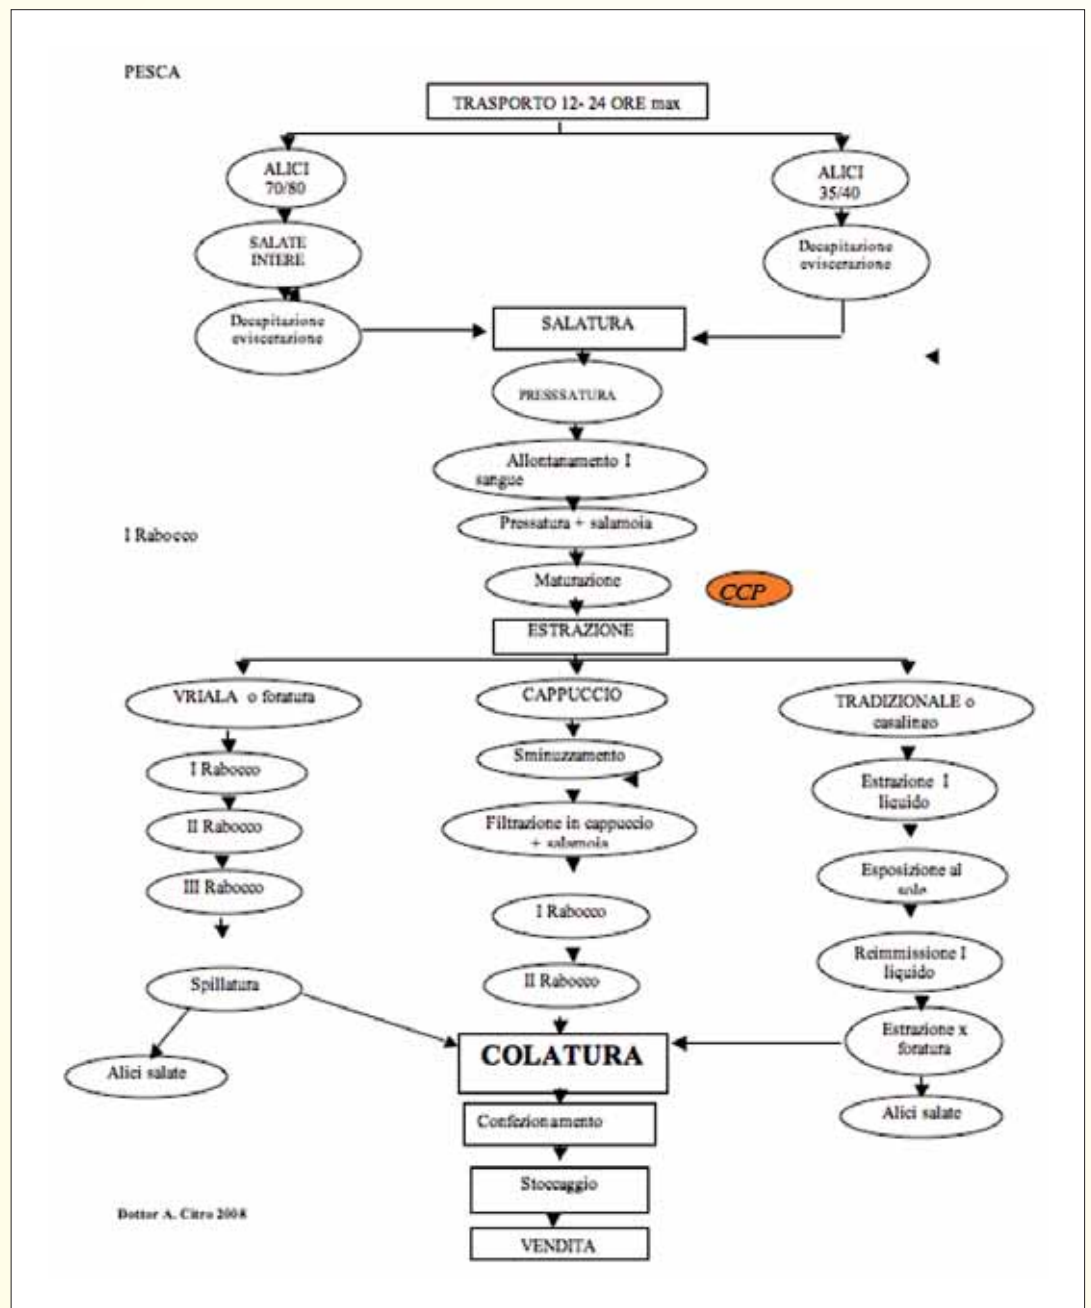 PESCA
TRASPORTO 12- 24 ORE max
ALICI
70/80
ALICI
35/40
SALATE
INTERE
Decapitazione
eviscerazione
Decapitazione
eviscerazione
SALATURA
PRESSSATURA
Allontanamento I
sangue
Pressatura + salamoia
I Rabocco
Maturazione
CCP
ESTRAZIONE
VRIALA o foratura
CAPPUCCIO
TRADIZIONALE o
casalingo
I Rabocco
Sminuzzamento
Estrazione I
liquido
II Rabocco
Filtrazione in cappuccio
+ salamoia
III Rabocco
Esposizione al
sole
I Rabocco
Spillatura
II Rabocco
Reimmissione I
liquido
Estrazione x
foratura
COLATURA
Alici salate
Alici salate
Confezionamento
Stoccaggio
Dottor A. Citro 2008
VENDITA